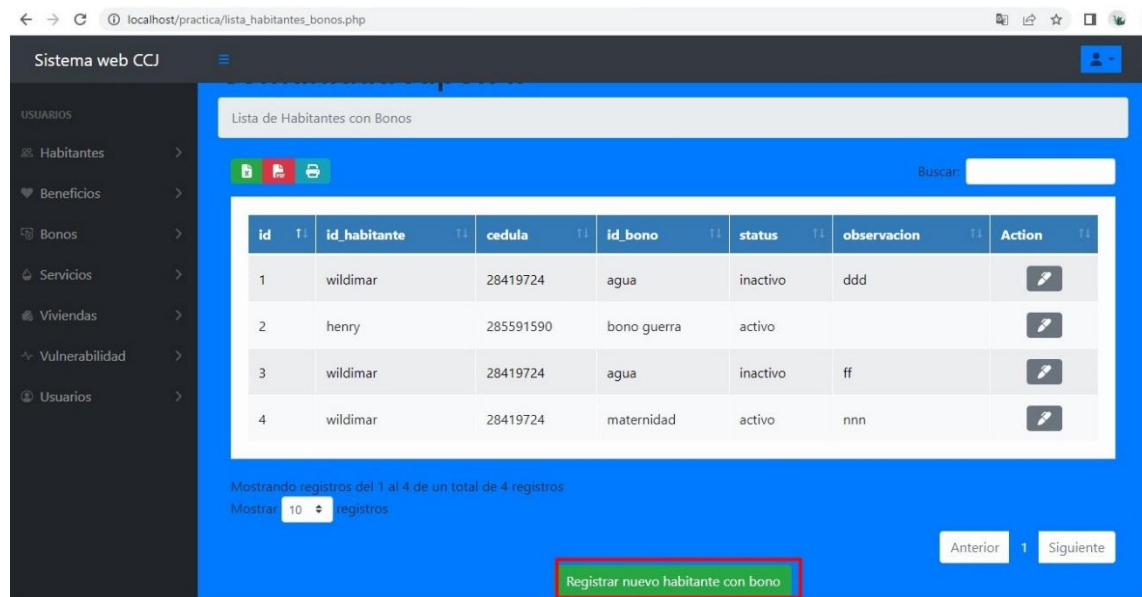 localhost/practica/lista_habitantes_bonos.php
Sistema web CCJ
USUARIOS
Habitantes
Beneficios
Bonos
Servicios
Viviendas
Vulnerabilidad
Usuarios
Lista de Habitantes con Bonos
Buscar:
id id_habitante cedula id_bono status observacion Action
1 wildimar 28419724 agua inactivo ddd
2 henry 285591590 bono guerra activo
3 wildimar 28419724 agua inactivo ff
4 wildimar 28419724 maternidad activo nnn
Mostrando registros del 1 al 4 de un total de 4 registros
Mostrar 10 registros
Anterior 1 Siguiente
Registrar nuevo habitante con bono